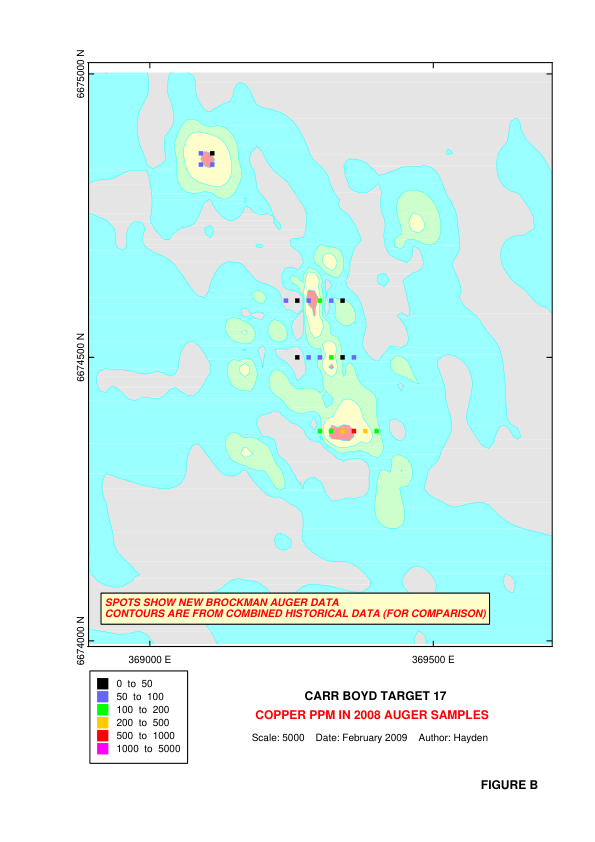 6675000 N
6674500 N
6674000 N
SPOTS SHOW NEW BROCKMAN AUGER DATA
CONTOURS ARE FROM COMBINED HISTORICAL DATA (FOR COMPARISON)
369000 E
369500 E
0 to 50
50 to 100
100 to 200
200 to 500
500 to 1000
1000 to 5000
CARR BOYD TARGET 17
COPPER PPM IN 2008 AUGER SAMPLES
Scale: 5000 Date: February 2009 Author: Hayden
FIGURE B